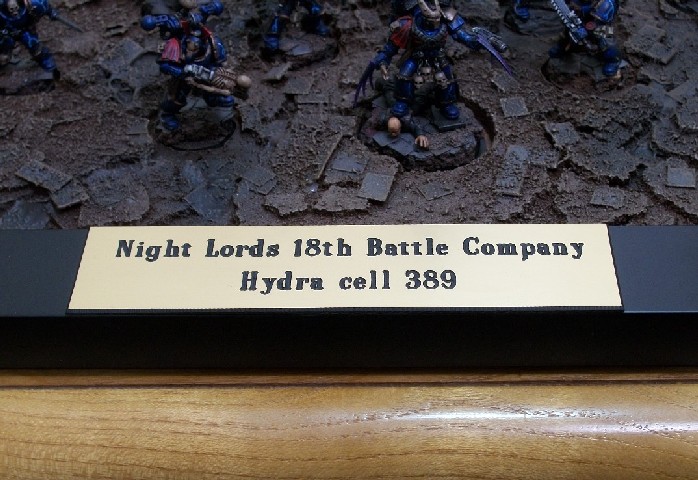 Night Lords 18th Battle Company
Hydra cell 389